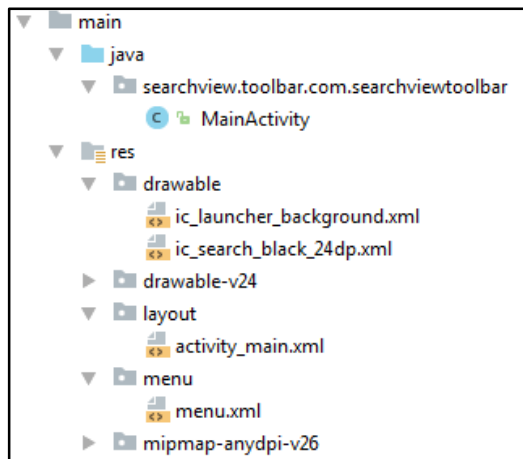 main
java
searchview.toolbar.com.searchviewtoolbar
MainActivity
res
drawable
ic_launcher_background.xml
ic_search_black_24dp.xml
drawable-v24
layout
activity_main.xml
menu
menu.xml
mipmap-anydpi-v26